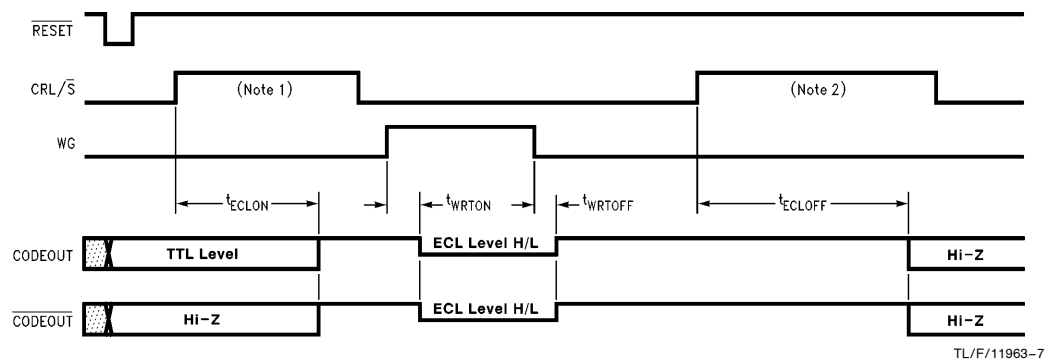 RESET
CRL/S̅
(Note 1)
(Note 2)
WG
tECLON
tWRTON
tWRTOFF
tECLOFF
CODEOUT
TTL Level
ECL Level H/L
Hi-Z
CODEOUT
Hi-Z
ECL Level H/L
Hi-Z
TL/F/11963-7